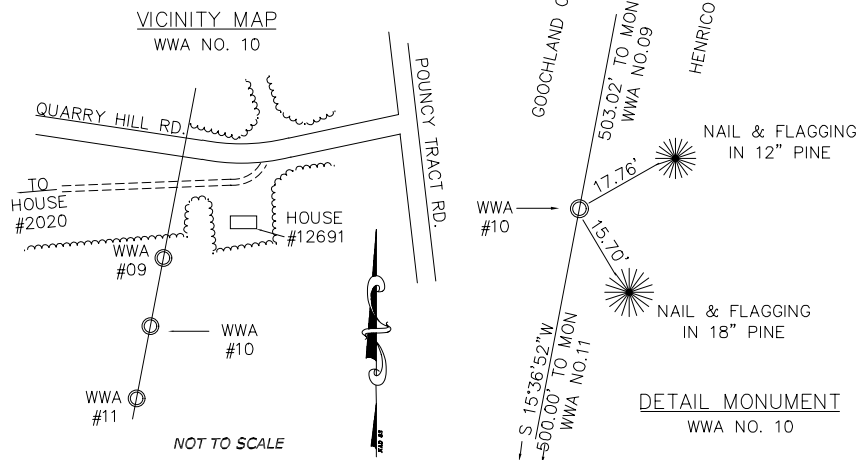 VICINITY MAP
WWA NO. 10
QUARRY HILL RD.
POUNCY TRACT RD.
TO
HOUSE
#2020
HOUSE
#12691
WWA
#09
WWA
#10
WWA
#11
NOT TO SCALE
NAD 83
GOOCHLAND
HENRICO
503.02' TO MON
WWA NO.09
NAIL & FLAGGING
IN 12" PINE
17.76'
WWA
#10
15.70'
NAIL & FLAGGING
IN 18" PINE
S 15°36'52"W
500.00' TO MON
WWA NO.11
DETAIL MONUMENT
WWA NO. 10